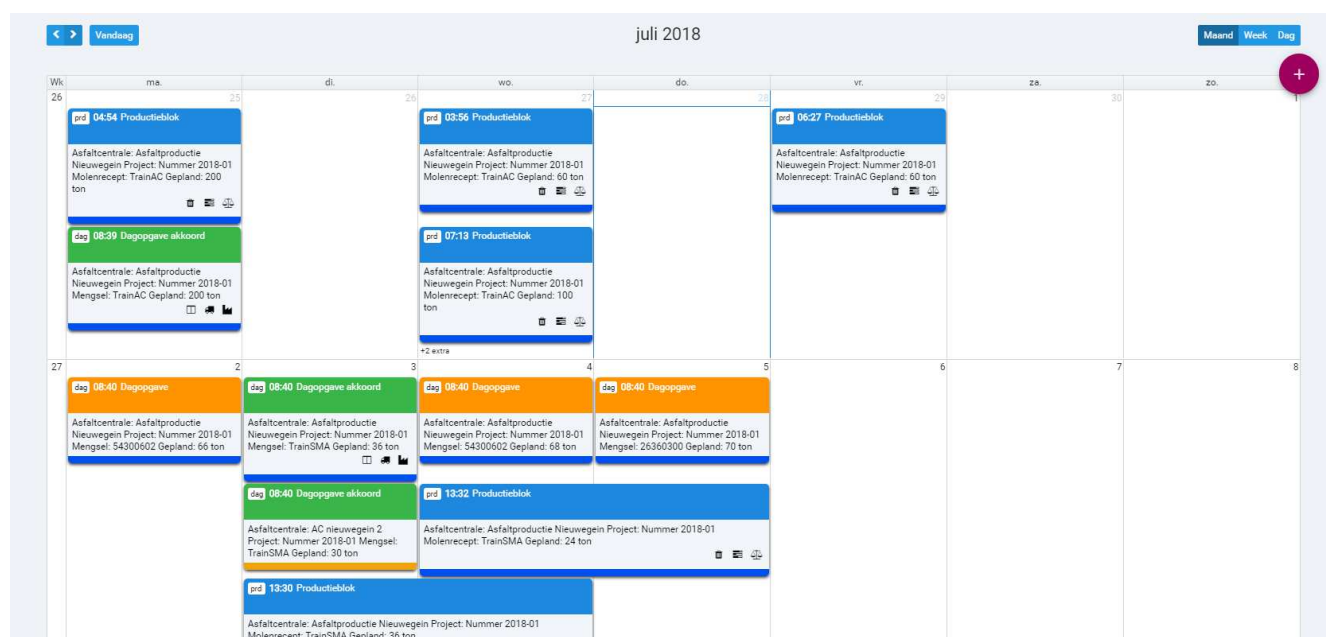 Vandaag
juli 2018
Maand Week Dag
+
Wk ma. di. wo. do. vr. za. zo.
26 25 26 27 28 29 30 1
prd 04:54 Productieblok
Asfaltcentrale: Asfaltproductie
Nieuwegein Project: Nummer 2018-01
Molenrecept: TrainAC Gepland: 200
ton
dag 08:39 Dagopgave akkoord
Asfaltcentrale: Asfaltproductie
Nieuwegein Project: Nummer 2018-01
Mengsel: TrainAC Gepland: 200 ton
prd 03:56 Productieblok
Asfaltcentrale: Asfaltproductie
Nieuwegein Project: Nummer 2018-01
Molenrecept: TrainAC Gepland: 60 ton
prd 07:13 Productieblok
Asfaltcentrale: Asfaltproductie
Nieuwegein Project: Nummer 2018-01
Molenrecept: TrainAC Gepland: 100
ton
+2 extra
prd 06:27 Productieblok
Asfaltcentrale: Asfaltproductie
Nieuwegein Project: Nummer 2018-01
Molenrecept: TrainAC Gepland: 60 ton
27 2 3 4 5 6 7 8
dag 08:40 Dagopgave
Asfaltcentrale: Asfaltproductie
Nieuwegein Project: Nummer 2018-01
Mengsel: 54300602 Gepland: 66 ton
dag 08:40 Dagopgave akkoord
Asfaltcentrale: Asfaltproductie
Nieuwegein Project: Nummer 2018-01
Mengsel: TrainSMA Gepland: 36 ton
dag 08:40 Dagopgave
Asfaltcentrale: Asfaltproductie
Nieuwegein Project: Nummer 2018-01
Mengsel: 54300602 Gepland: 68 ton
dag 08:40 Dagopgave
Asfaltcentrale: Asfaltproductie
Nieuwegein Project: Nummer 2018-01
Mengsel: 26360300 Gepland: 70 ton
dag 08:40 Dagopgave akkoord
Asfaltcentrale: AC nieuwegein 2
Project: Nummer 2018-01 Mengsel:
TrainSMA Gepland: 30 ton
prd 13:32 Productieblok
Asfaltcentrale: Asfaltproductie Nieuwegein Project: Nummer 2018-01
Molenrecept: TrainSMA Gepland: 24 ton
prd 13:30 Productieblok
Asfaltcentrale: Asfaltproductie Nieuwegein Project: Nummer 2018-01
Molenrecept: TrainSMA Gepland: 36 ton